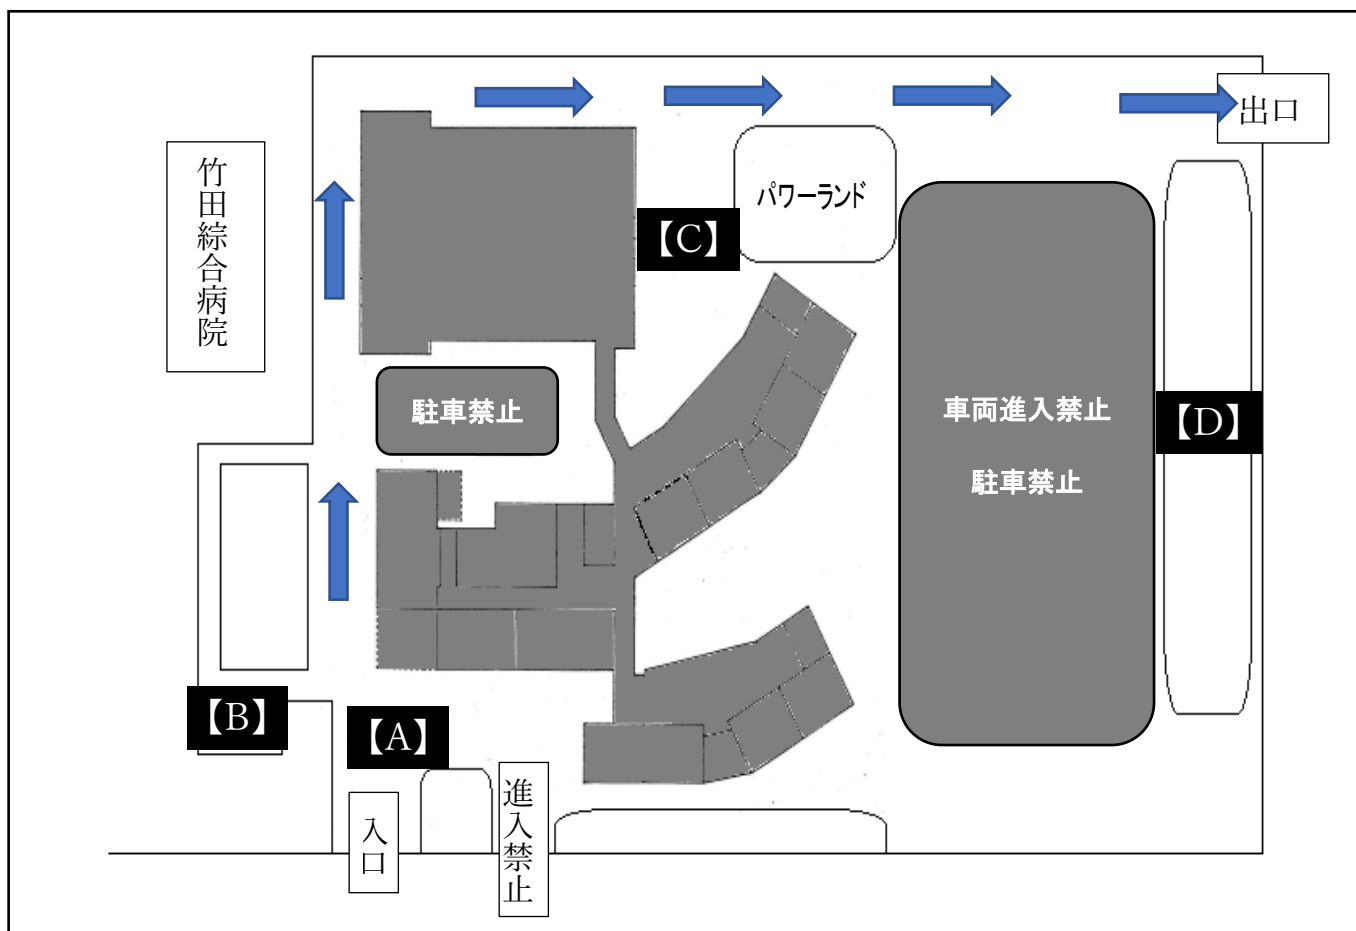 出口
竹田綜合病院
パワーランド
【C】
駐車禁止
車両進入禁止
駐車禁止
【D】
【B】
【A】
入口
進入禁止